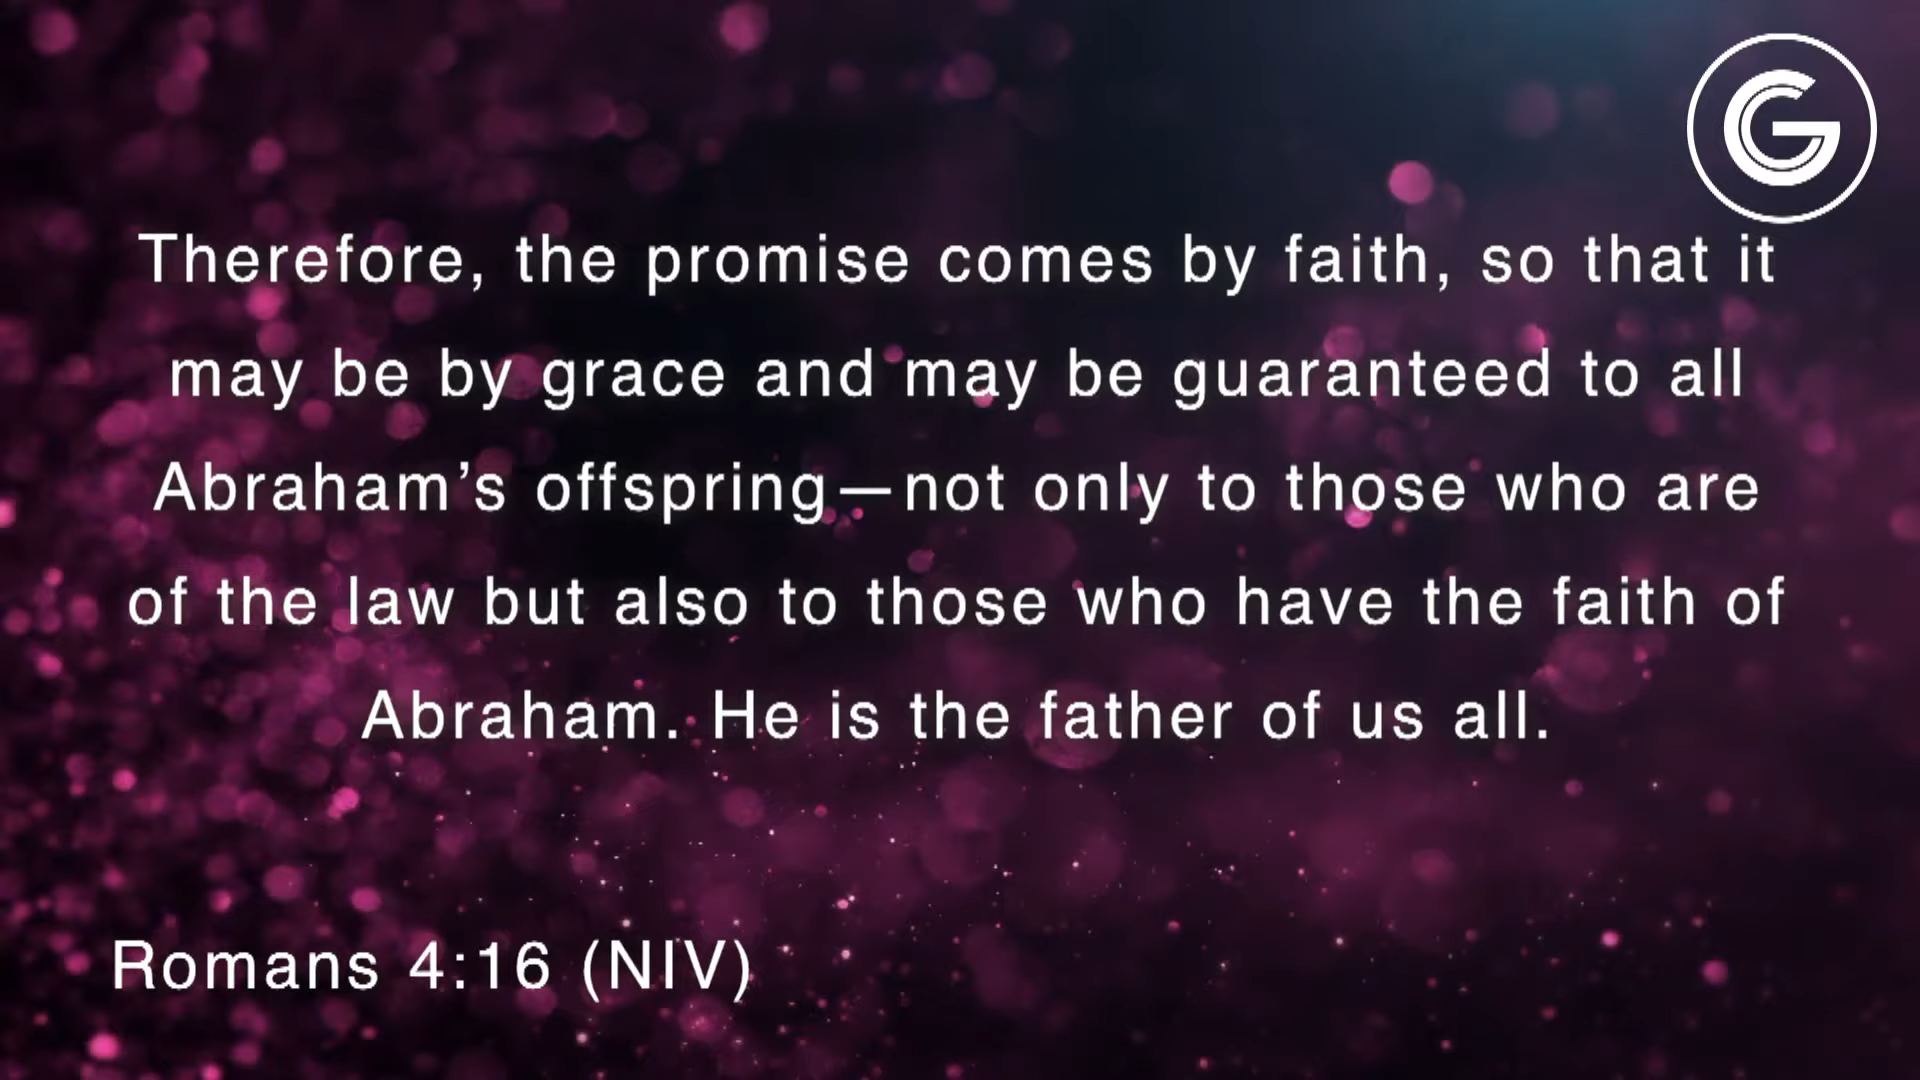 G
Therefore, the promise comes by faith, so that it
may be by grace and may be guaranteed to all
Abraham’s offspring—not only to those who are
of the law but also to those who have the faith of
Abraham. He is the father of us all.
Romans 4:16 (NIV)